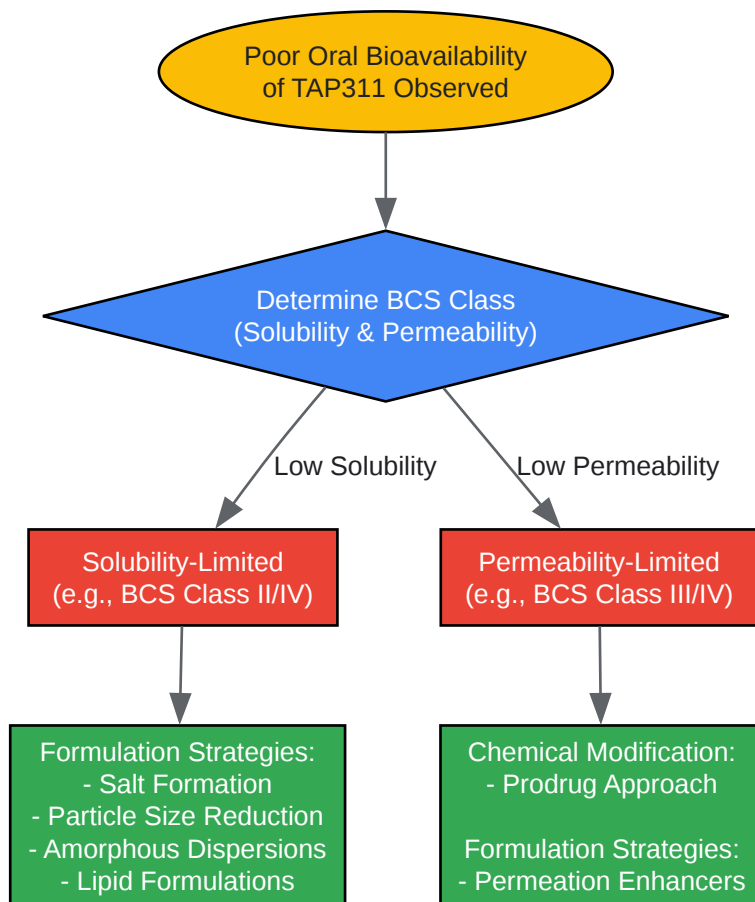 Poor Oral Bioavailability
of TAP311 Observed
Determine BCS Class
(Solubility & Permeability)
Low Solubility
Low Permeability
Solubility-Limited
(e.g., BCS Class II/IV)
Permeability-Limited
(e.g., BCS Class III/IV)
Formulation Strategies:
- Salt Formation
- Particle Size Reduction
- Amorphous Dispersions
- Lipid Formulations
Chemical Modification:
- Prodrug Approach
Formulation Strategies:
- Permeation Enhancers